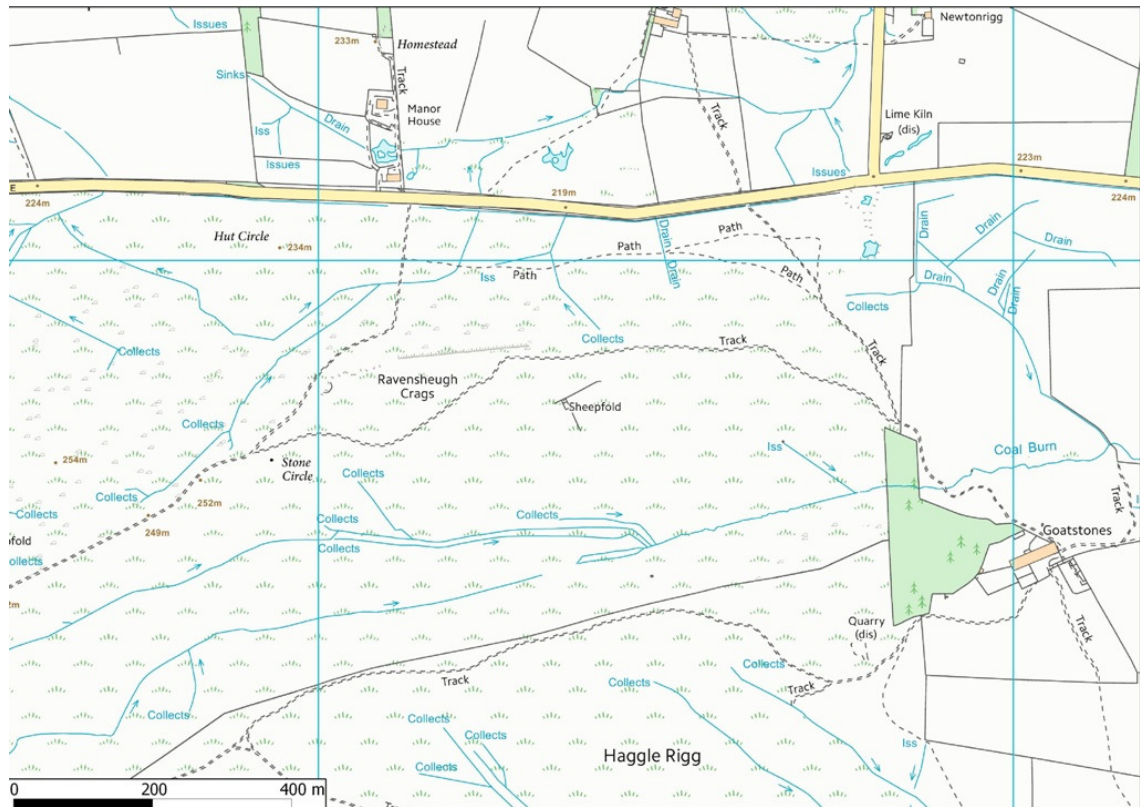 Issues
233m
Homestead
Newtonrigg
Sinks
Track
Manor
House
Track
Lime Kiln
(dis)
Iss
Drain
Issues
Issues
223m
E
224m
219m
224m
Hut Circle
234m
Drain
Path
Path
Drain
Drain
Drain
Iss
Path
Drain
Path
Drain
Drain
Drain
Collects
Collects
Collects
Track
Track
Ravensheugh
Crags
Sheepfold
Collects
Iss
Coal Burn
254m
Stone
Circle
Collects
Collects
252m
Track
Collects
Collects
249m
Collects
Goatstones
Quarry
(dis)
Track
Collects
Track
Collects
Track
Collects
Collects
Collects
Iss
Haggle Rigg
Collects
0
200
400 m
Track